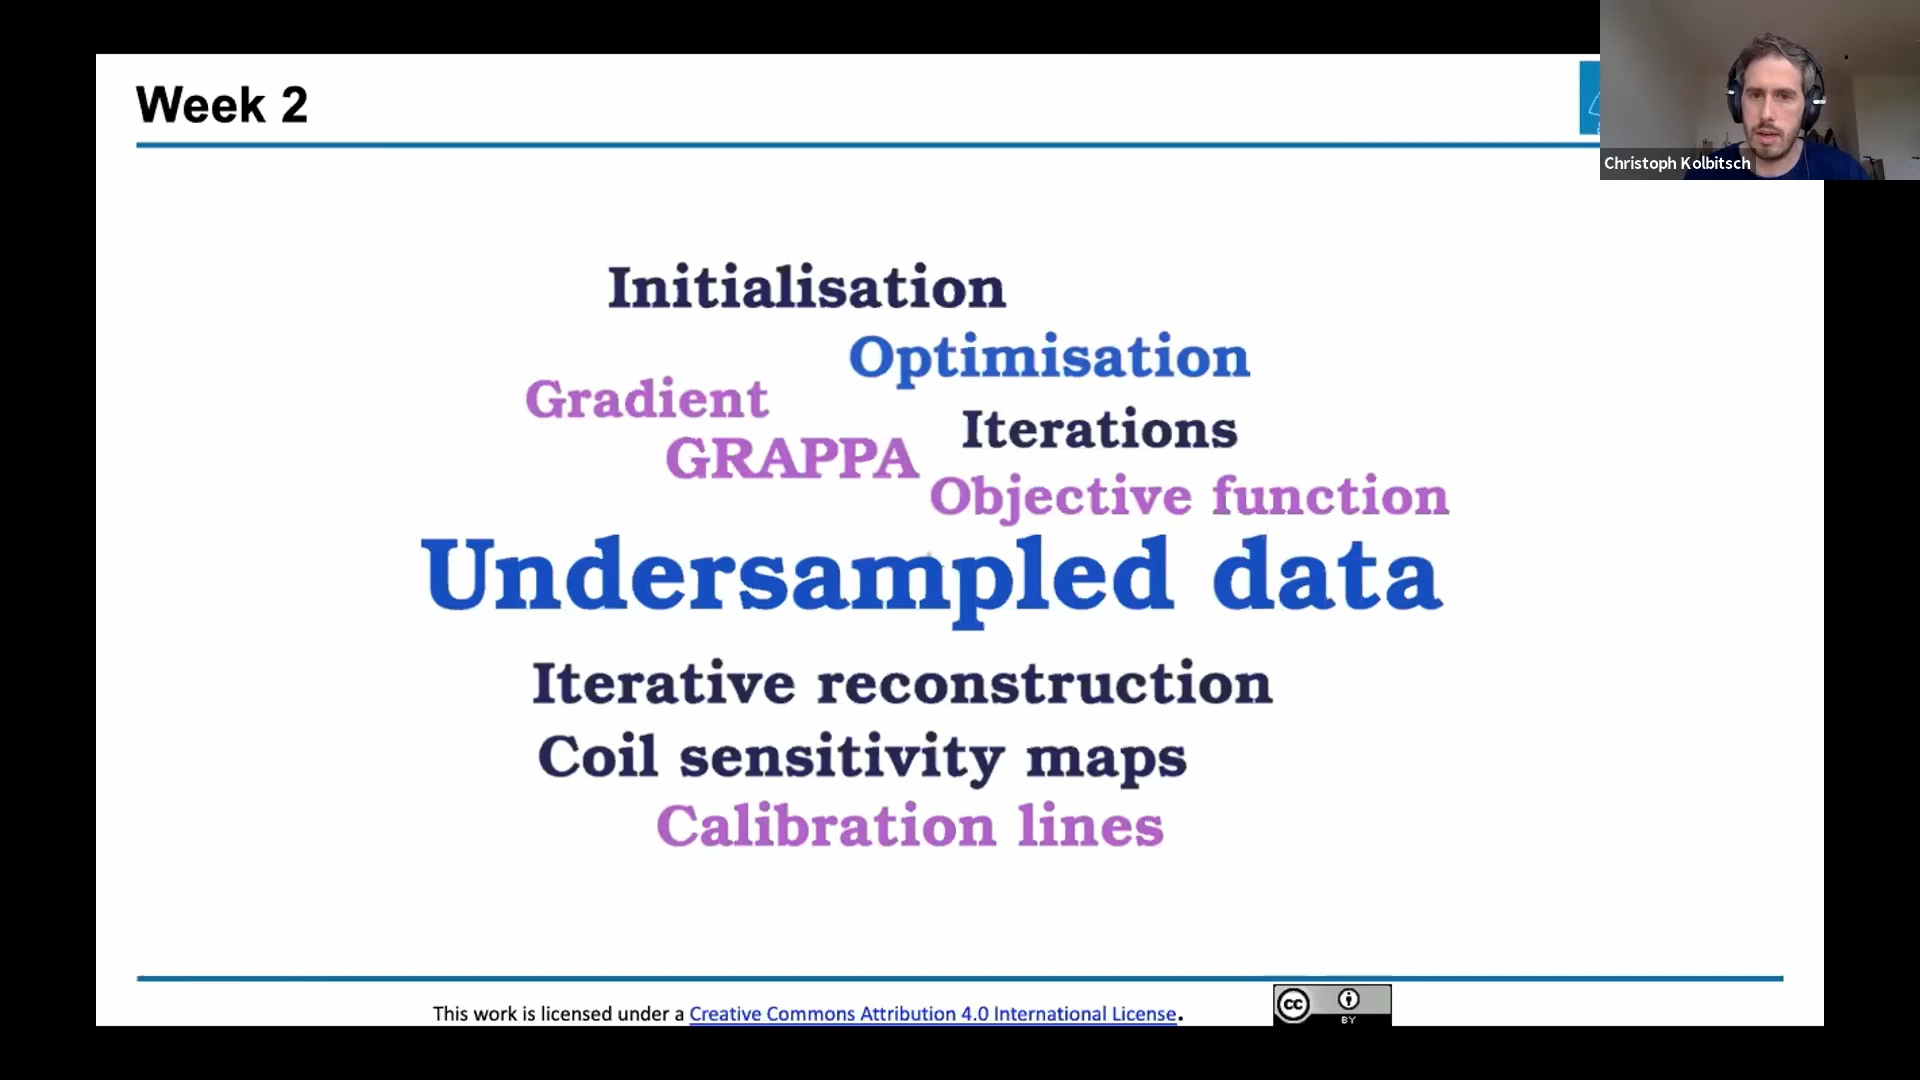 Week 2
Christoph Kolbitsch
Initialisation
Optimisation
Gradient
Iterations
GRAPPA
Objective function
Undersampled data
Iterative reconstruction
Coil sensitivity maps
Calibration lines
This work is licensed under a Creative Commons Attribution 4.0 International License.
CC
BY